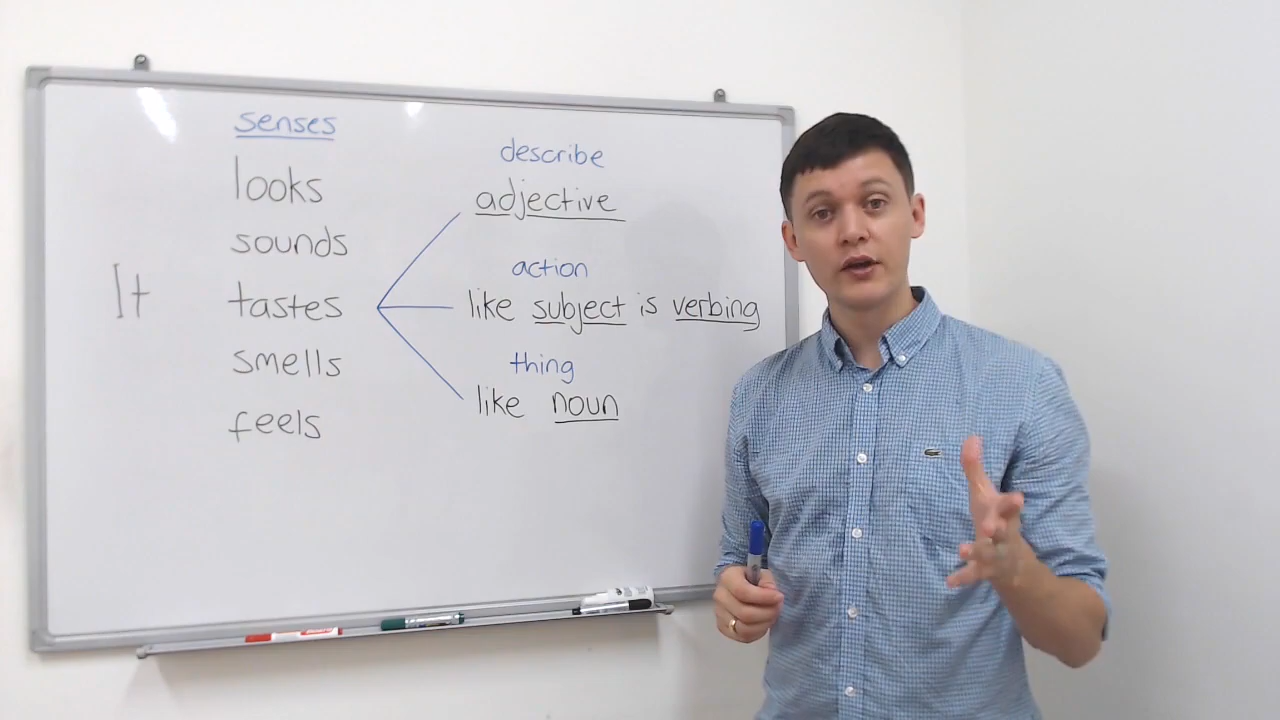 senses
looks
sounds
It
tastes
smells
feels
describe
adjective
action
like subject is verbing
thing
like noun